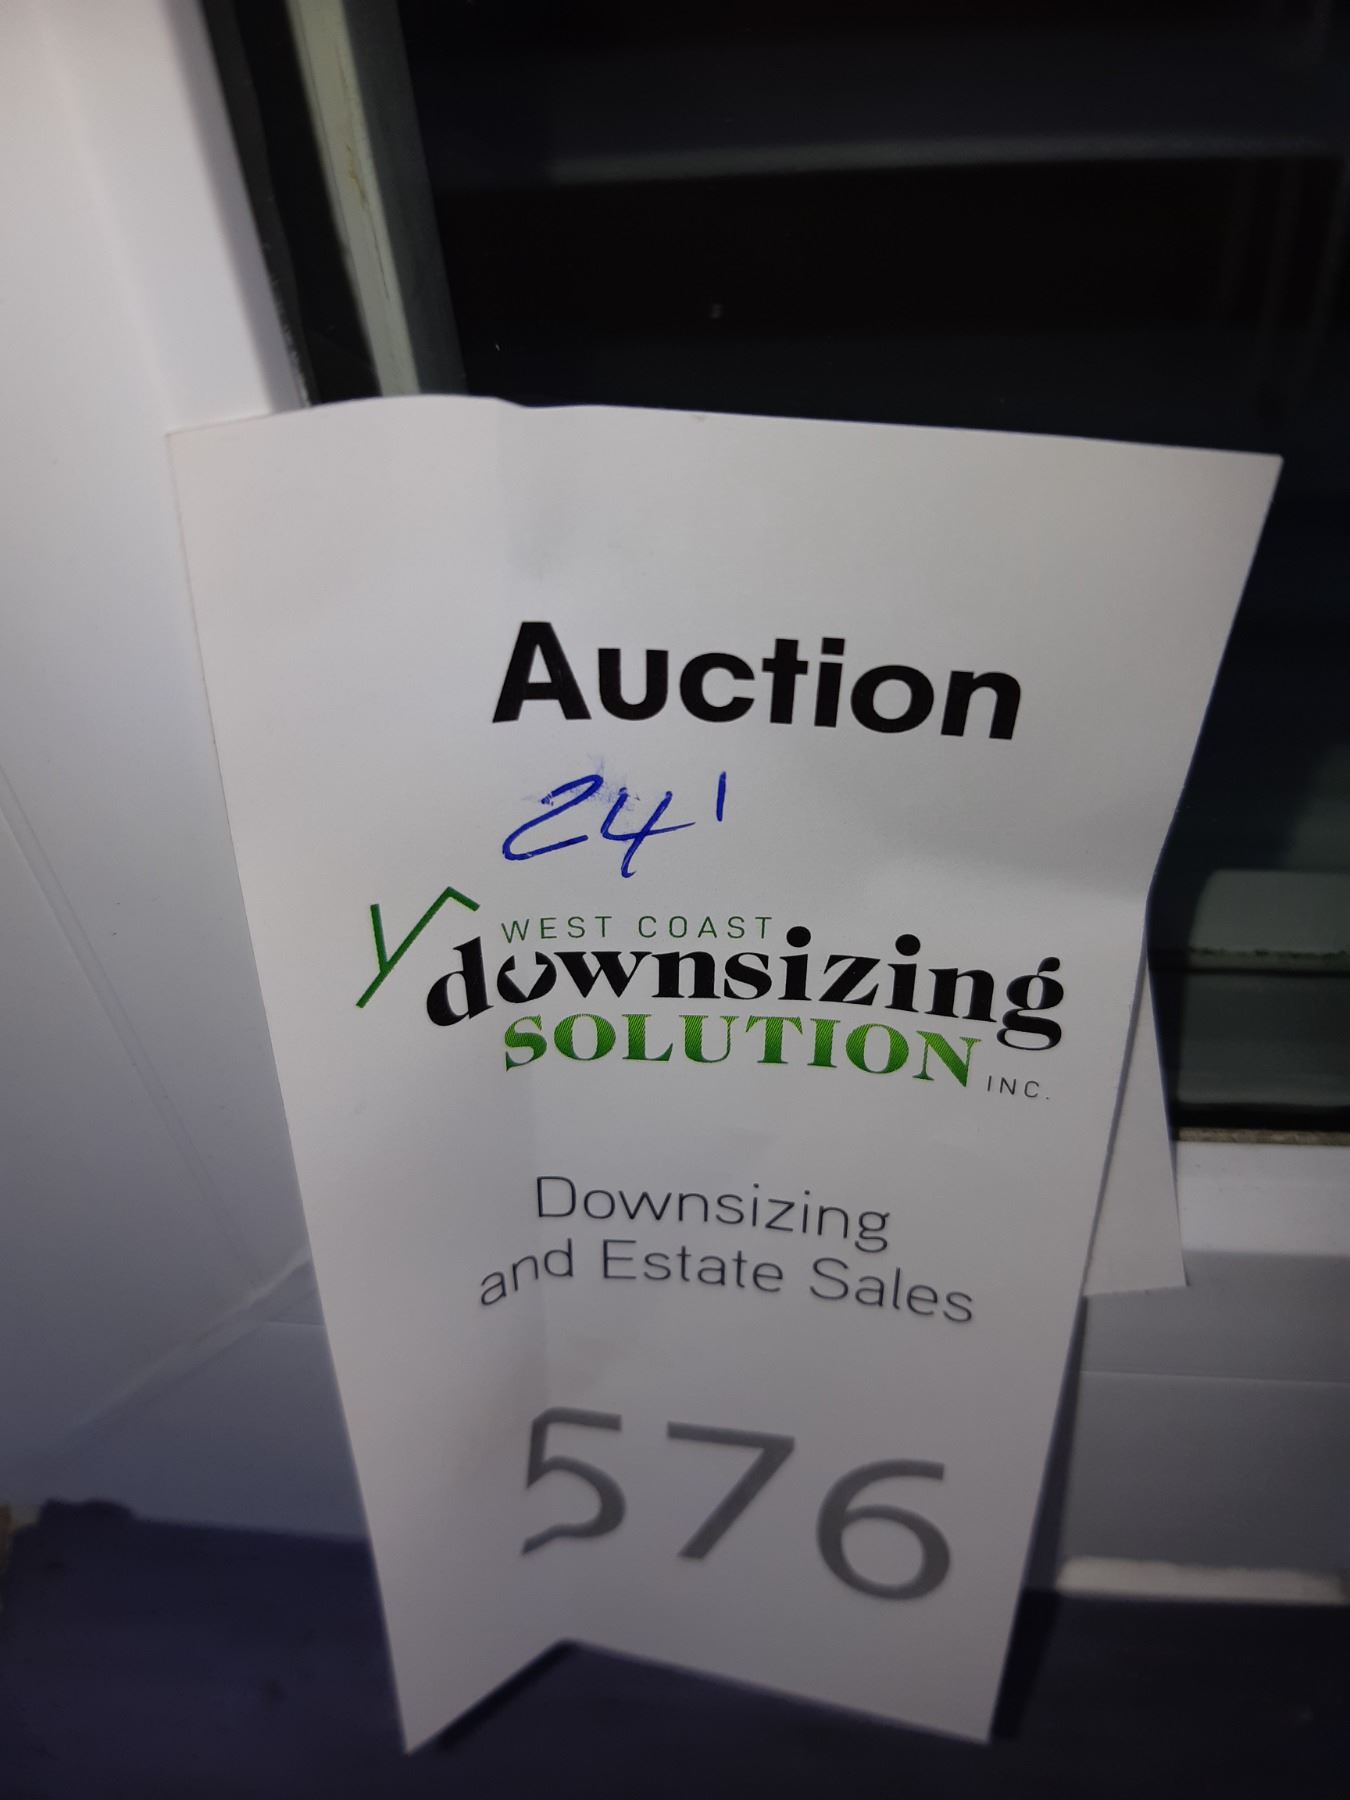 Auction
24'
WEST COAST
downsizing
SOLUTION INC.
Downsizing
and Estate Sales
576